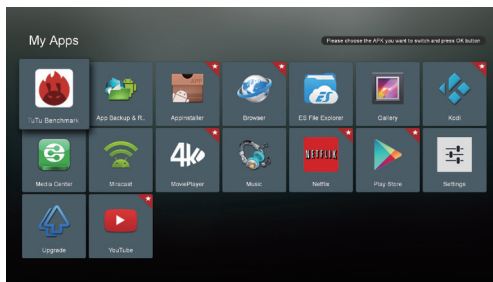 My Apps
Please choose the APK you want to switch and press OK button
TuTu Benchmark
App Backup & R..
APP
AppInstaller
Browser
ES
ES File Explorer
Gallery
Kodi
Media Center
Miracast
4K
MoviePlayer
Music
NETFLIX
Netflix
Play Store
Settings
Upgrade
YouTube